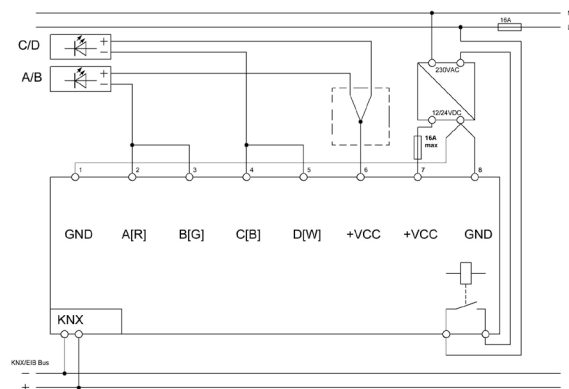 16A
C/D
+
−
230VAC
A/B
+
−
12/24VDC
16A
max
1
2
3
4
5
6
7
8
GND
A[R]
B[G]
C[B]
D[W]
+VCC
+VCC
GND
KNX
KNX/EIS Bus
−
+